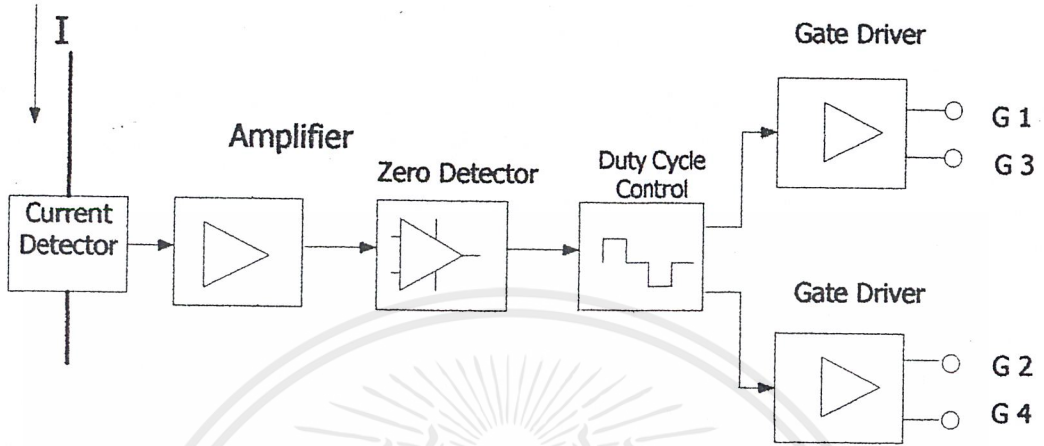 I
Gate Driver
Amplifier
G 1
G 3
Zero Detector
Duty Cycle
Control
Current
Detector
Gate Driver
G 2
G 4